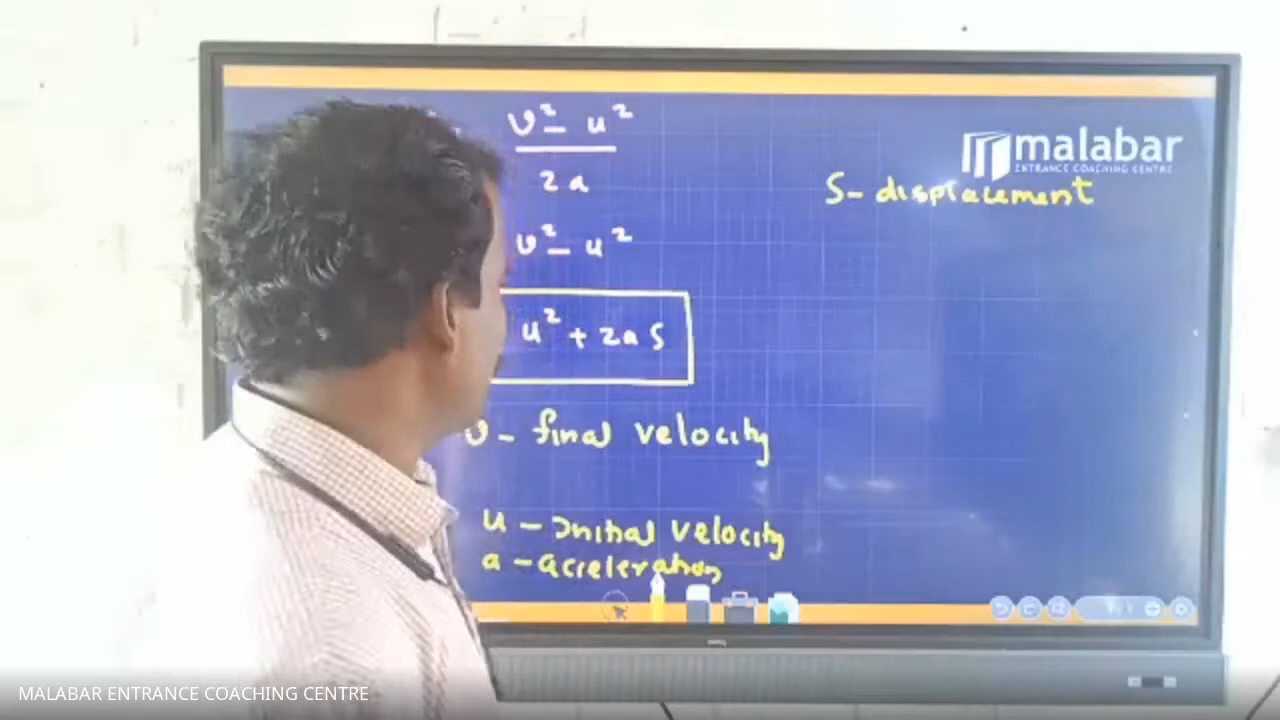 v² - u²
2a
malabar
ENTRANCE COACHING CENTRE
S - displacement
v² - u²
u² + 2as
v - final velocity
u - Initial velocity
a - acceleration
MALABAR ENTRANCE COACHING CENTRE